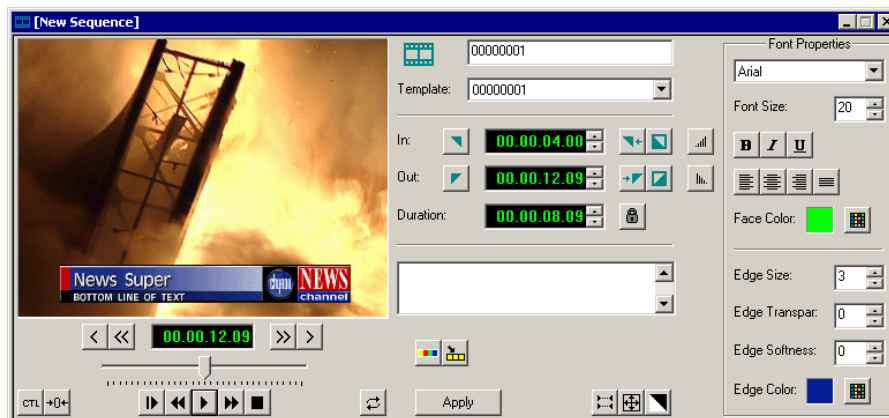 [New Sequence]
00000001
Template: 00000001
In: 00.00.04.00
Out: 00.00.12.09
Duration: 00.00.08.09
News Super
BOTTOM LINE OF TEXT
chyron
NEWS
channel
< << 00.00.12.09 >> >
CTL →0←
Apply
Font Properties
Arial
Font Size: 20
B I U
Face Color:
Edge Size: 3
Edge Transpar: 0
Edge Softness: 0
Edge Color: